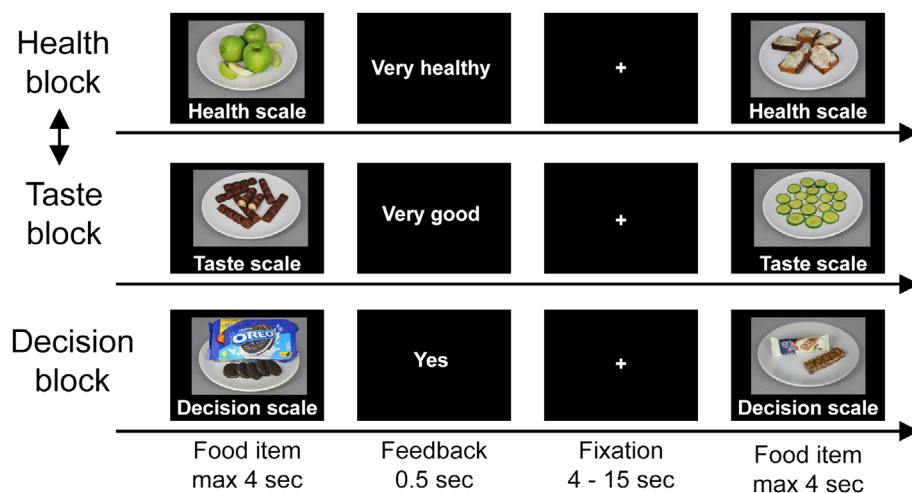 Health
block
Health scale
Very healthy
+
Health scale
Taste
block
Taste scale
Very good
+
Taste scale
Decision
block
OREO
Decision scale
Yes
+
Decision scale
Food item
max 4 sec
Feedback
0.5 sec
Fixation
4 - 15 sec
Food item
max 4 sec